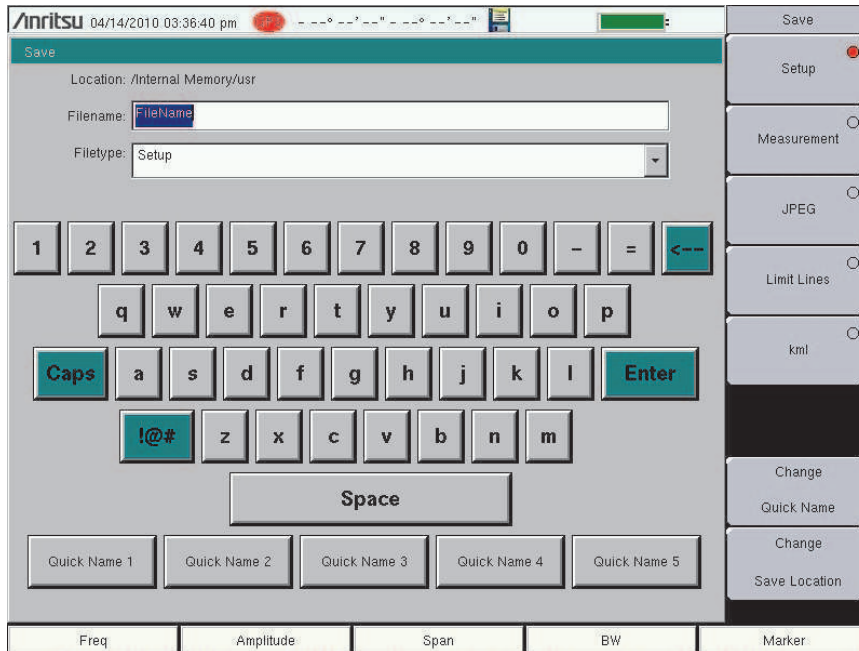 /inritsu 04/14/2010 03:36:40 pm GPS - --° --'--" - --° --'--"
Save
Save
Location: /Internal Memory/usr
Filename: FileName
Filetype: Setup
1 2 3 4 5 6 7 8 9 0 - = <--
q w e r t y u i o p
Caps a s d f g h j k l Enter
!@# z x c v b n m
Space
Quick Name 1 Quick Name 2 Quick Name 3 Quick Name 4 Quick Name 5
Setup
Measurement
JPEG
Limit Lines
kml
Change
Quick Name
Change
Save Location
Freq Amplitude Span BW Marker